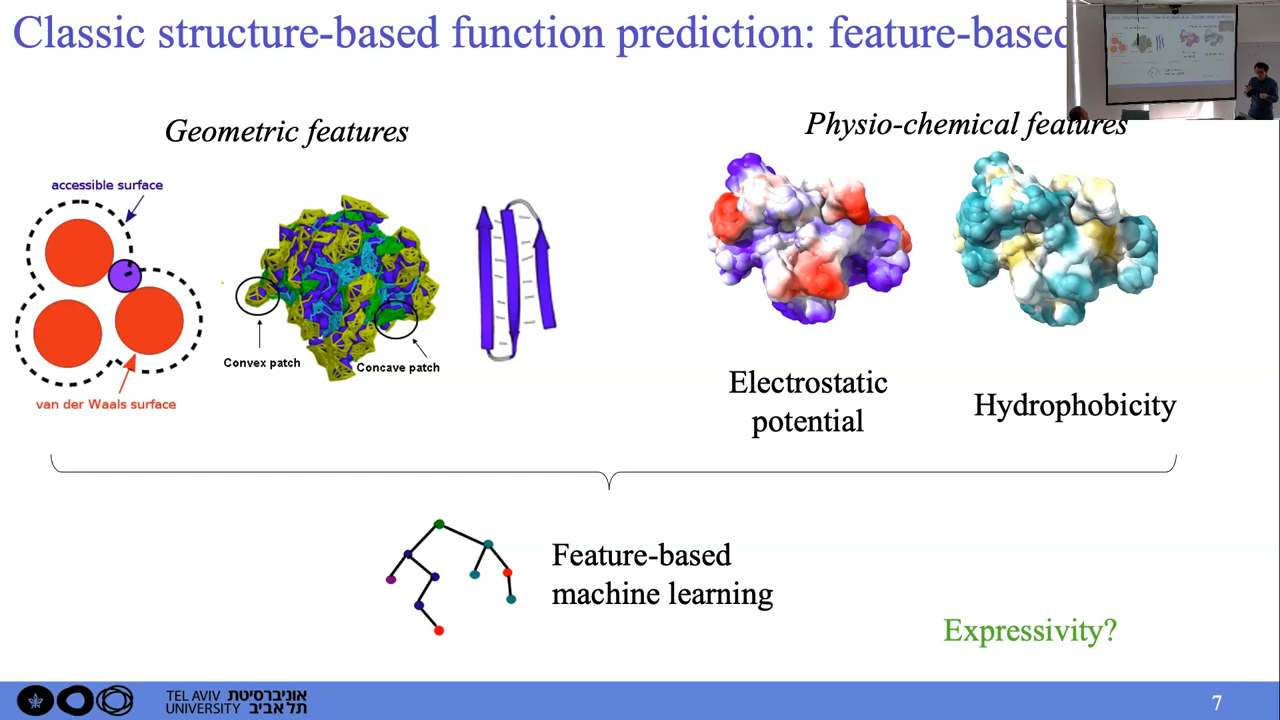 Classic structure-based function prediction: feature-based
Geometric features
Physio-chemical features
accessible surface
Convex patch
Concave patch
van der Waals surface
Electrostatic
potential
Hydrophobicity
Feature-based
machine learning
Expressivity?
TEL AVIV אוניברסיטת
UNIVERSITY תל אביב
7